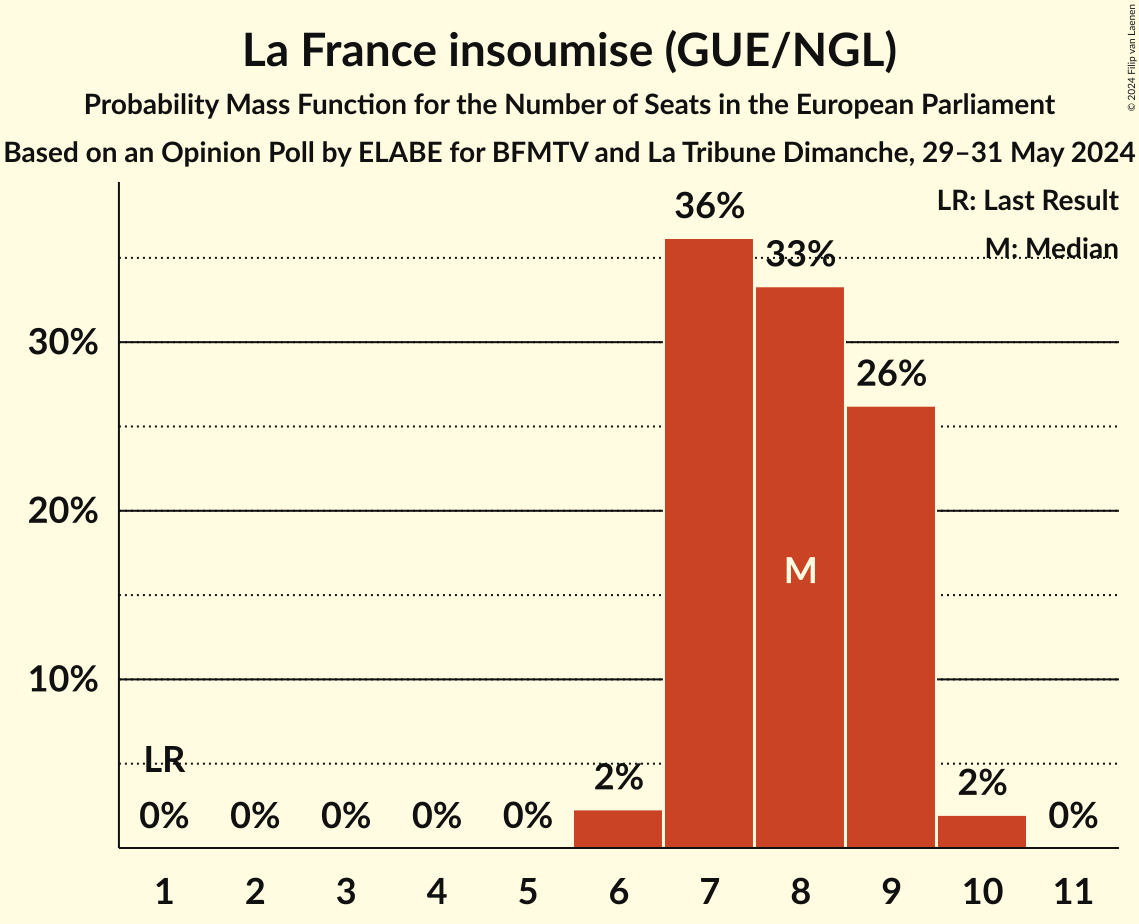 La France insoumise (GUE/NGL)
Probability Mass Function for the Number of Seats in the European Parliament
Based on an Opinion Poll by ELABE for BFMTV and La Tribune Dimanche, 29–31 May 2024
© 2024 Filip van Laenen
LR: Last Result
M: Median
36%
33%
30%
26%
20%
M
10%
LR
2%
2%
0% 0% 0% 0% 0% 0%
1 2 3 4 5 6 7 8 9 10 11